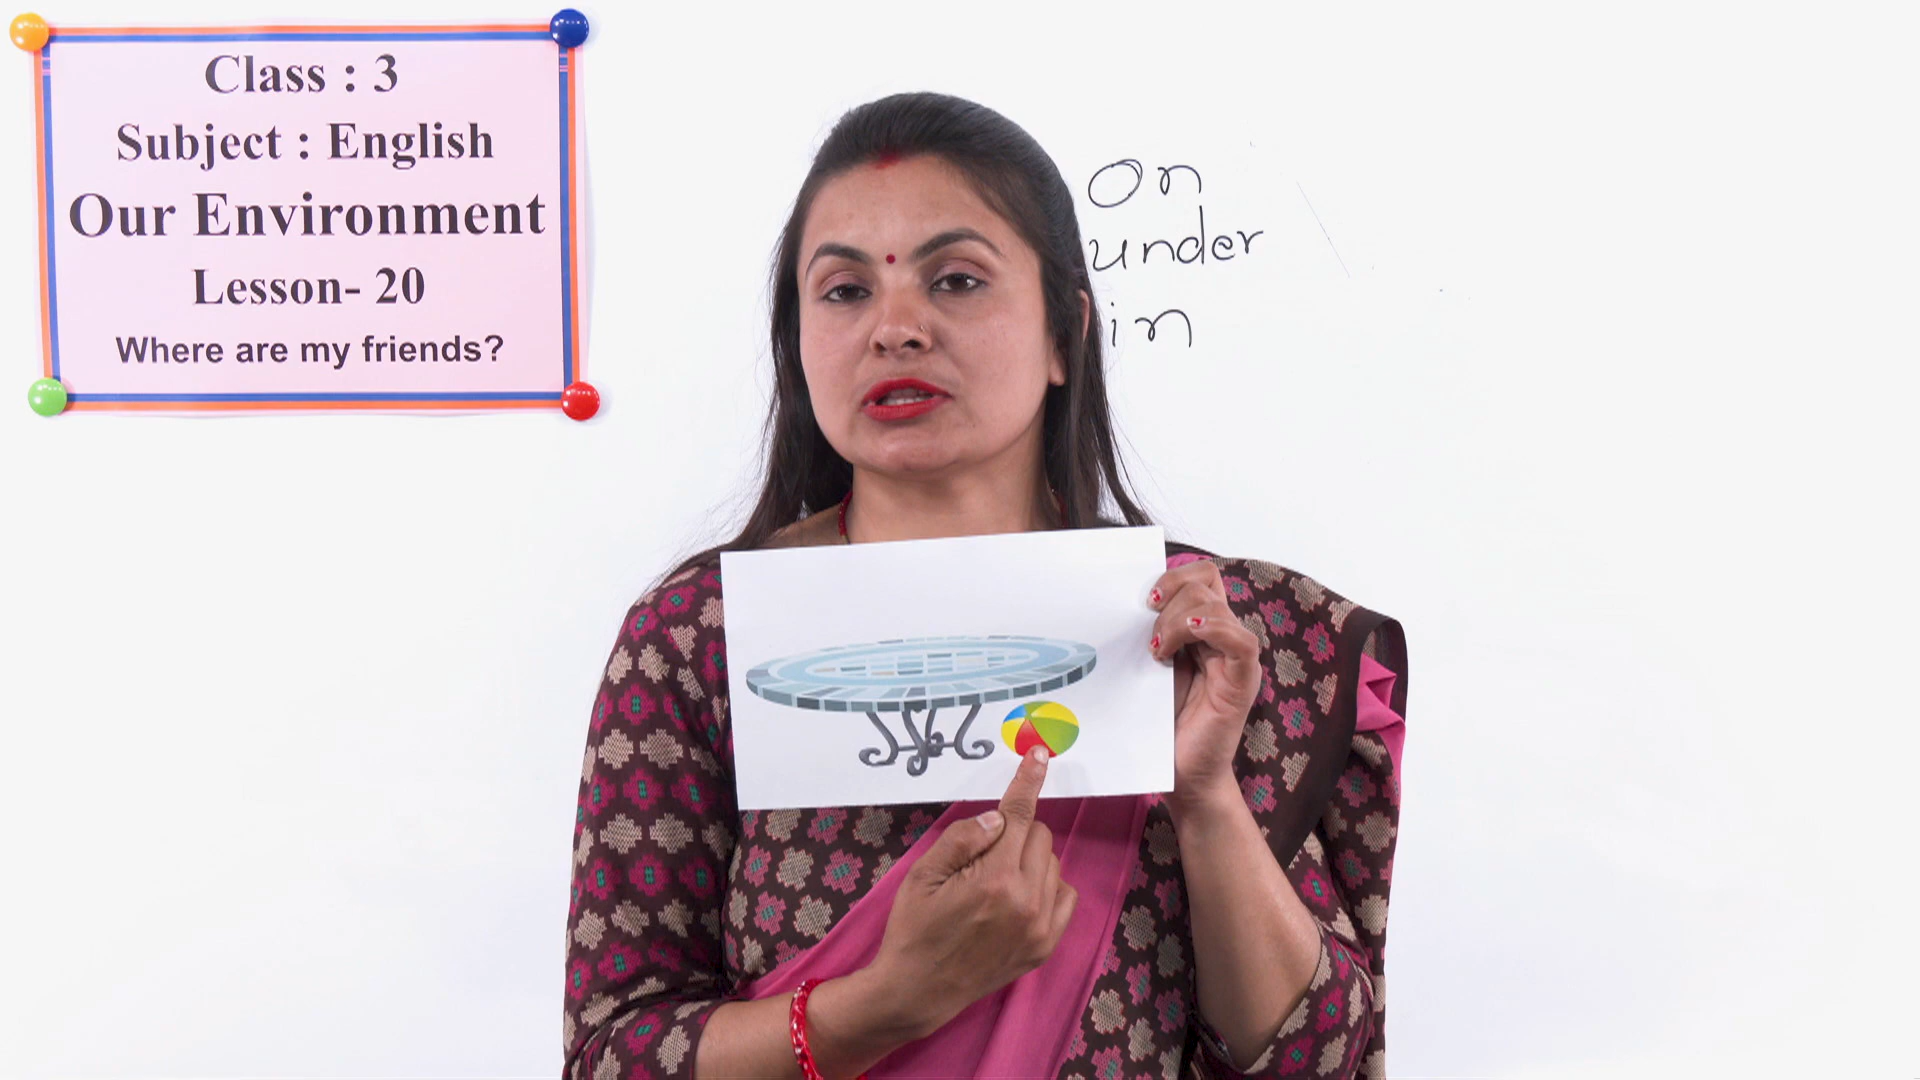 Class : 3
Subject : English
Our Environment
Lesson- 20
Where are my friends?
On
under
in